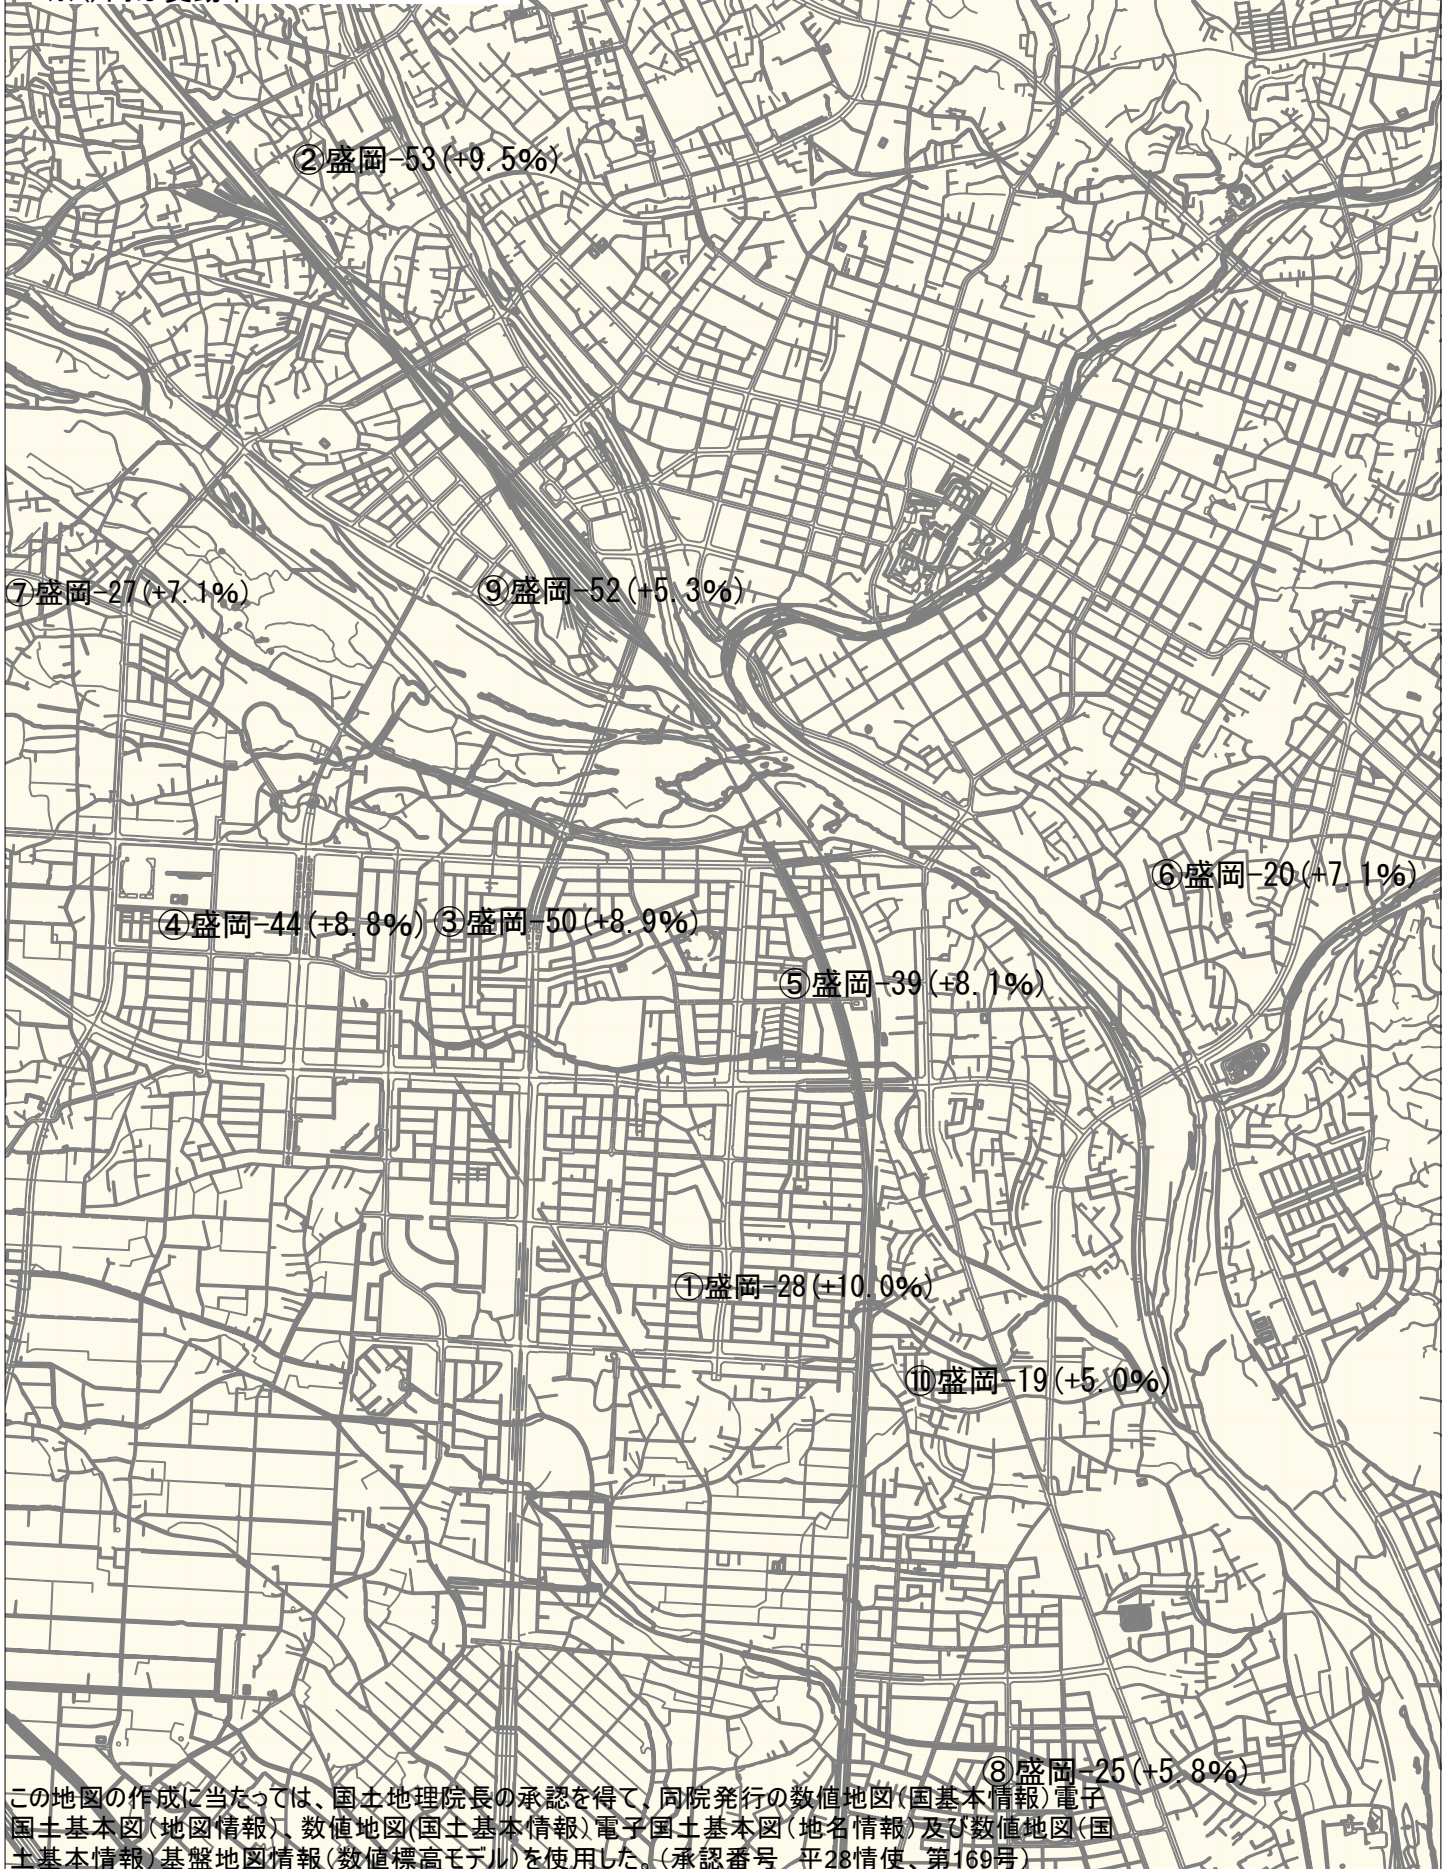 ②盛岡-53(+9.5%)
⑦盛岡-27(+7.1%)
⑨盛岡-52(+5.3%)
⑥盛岡-20(+7.1%)
④盛岡-44(+8.8%)
③盛岡-50(+8.9%)
⑤盛岡-39(+8.1%)
①盛岡-28(+10.0%)
⑩盛岡-19(+5.0%)
⑧盛岡-25(+5.8%)
この地図の作成に当たっては、国土地理院長の承認を得て、同院発行の数値地図(国基本情報)電子
国土基本図(地図情報)、数値地図(国土基本情報)電子国土基本図(地名情報)及び数値地図(国
土基本情報)基盤地図情報(数値標高モデル)を使用した。(承認番号 平28情使、第169号)